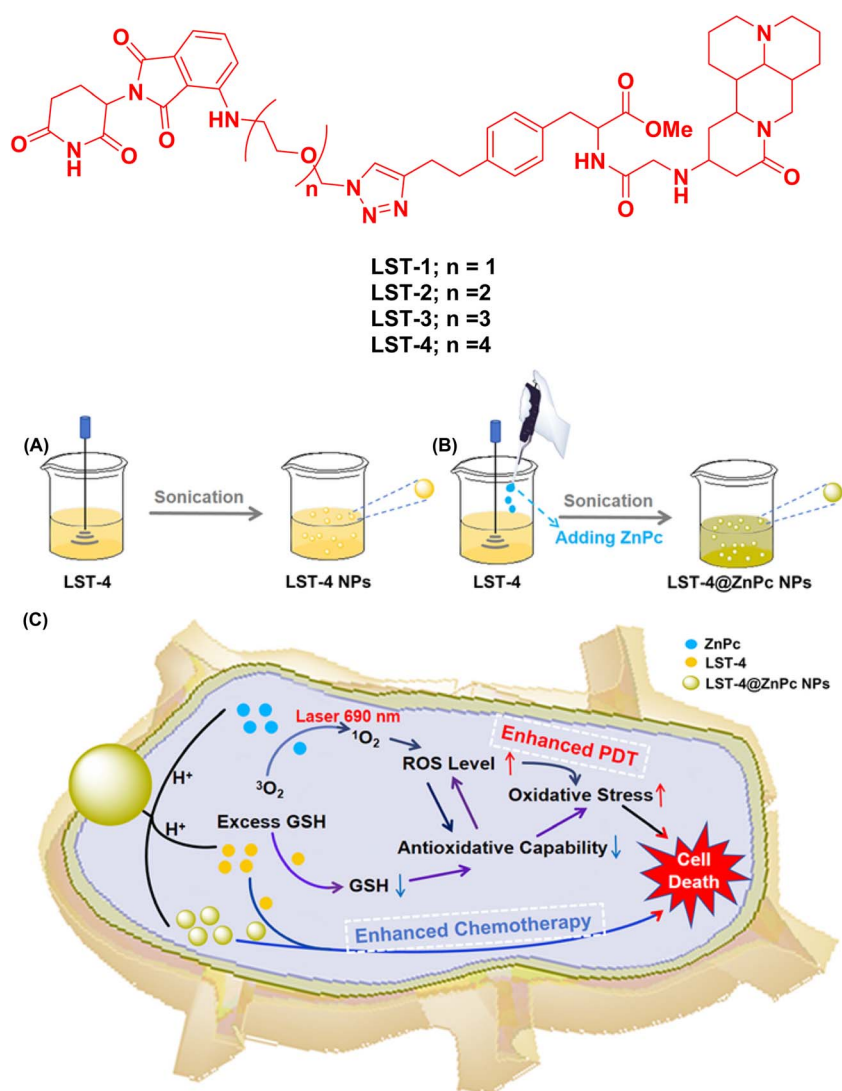 O
O
N
O
N
O
O
NH
O
NH
O
n
N
N
N
O
OMe
HN
O
N
H
N
N
O
LST-1; n = 1
LST-2; n =2
LST-3; n =3
LST-4; n =4
(A)
Sonication
LST-4
LST-4 NPs
(B)
Sonication
Adding ZnPc
LST-4
LST-4@ZnPc NPs
(C)
ZnPc
LST-4
LST-4@ZnPc NPs
Laser 690 nm
¹O₂
³O₂
ROS Level
Enhanced PDT
Oxidative Stress
H⁺
H⁺
Excess GSH
Antioxidative Capability
GSH
Cell
Death
Enhanced Chemotherapy